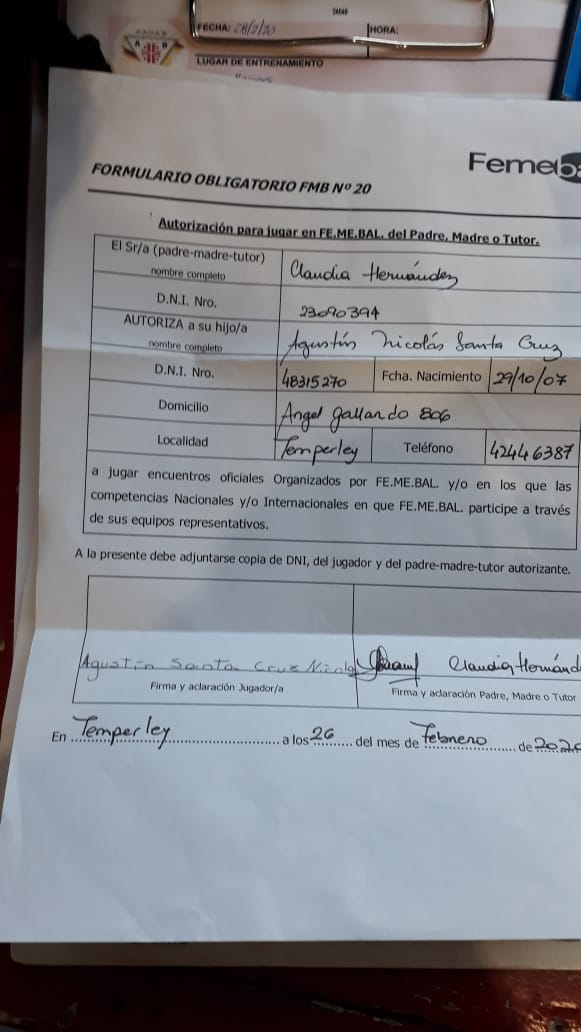 FECHA: 28/2/20 HORA:
LUGAR DE ENTRENAMIENTO
Femeba
FORMULARIO OBLIGATORIO FMB Nº 20
Autorización para jugar en FE.ME.BAL. del Padre, Madre o Tutor.
El Sr/a (padre-madre-tutor)
nombre completo
Claudia Hernández
D.N.I. Nro. 23090394
AUTORIZA a su hijo/a
nombre completo
Agustín Nicolás Santa Cruz
D.N.I. Nro. 48315270 Fcha. Nacimiento 29/10/07
Domicilio Angel gallardo 806
Localidad Temperley Teléfono 42446387
a jugar encuentros oficiales Organizados por FE.ME.BAL. y/o en los que las
competencias Nacionales y/o Internacionales en que FE.ME.BAL. participe a través
de sus equipos representativos.
A la presente debe adjuntarse copia de DNI, del jugador y del padre-madre-tutor autorizante.
Agustín Santa Cruz Nicolas Claudia Hernánd
Firma y aclaración Jugador/a Firma y aclaración Padre, Madre o Tutor
En Temperley a los 26 del mes de Febrero de 2020